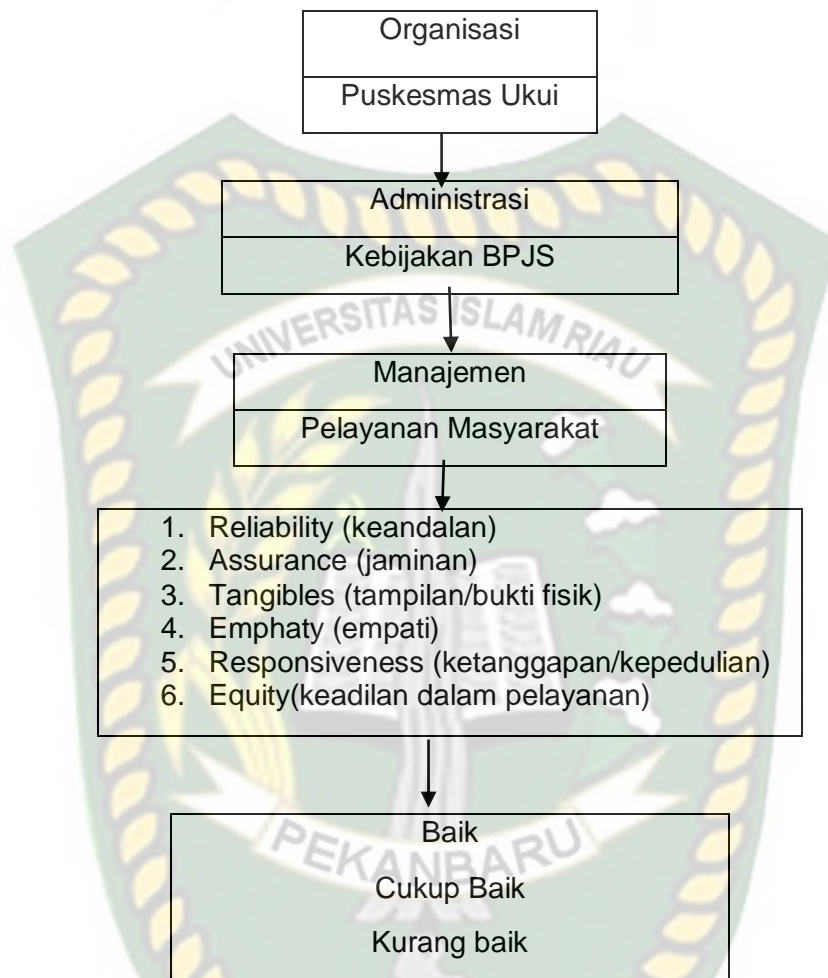 Organisasi
Puskesmas Ukui
Administrasi
Kebijakan BPJS
UNIVERSITAS ISLAM RIAU
Manajemen
Pelayanan Masyarakat
1. Reliability (keandalan)
2. Assurance (jaminan)
3. Tangibles (tampilan/bukti fisik)
4. Emphaty (empati)
5. Responsiveness (ketanggapan/kepedulian)
6. Equity(keadilan dalam pelayanan)
Baik
PEKANBARU
Cukup Baik
Kurang baik